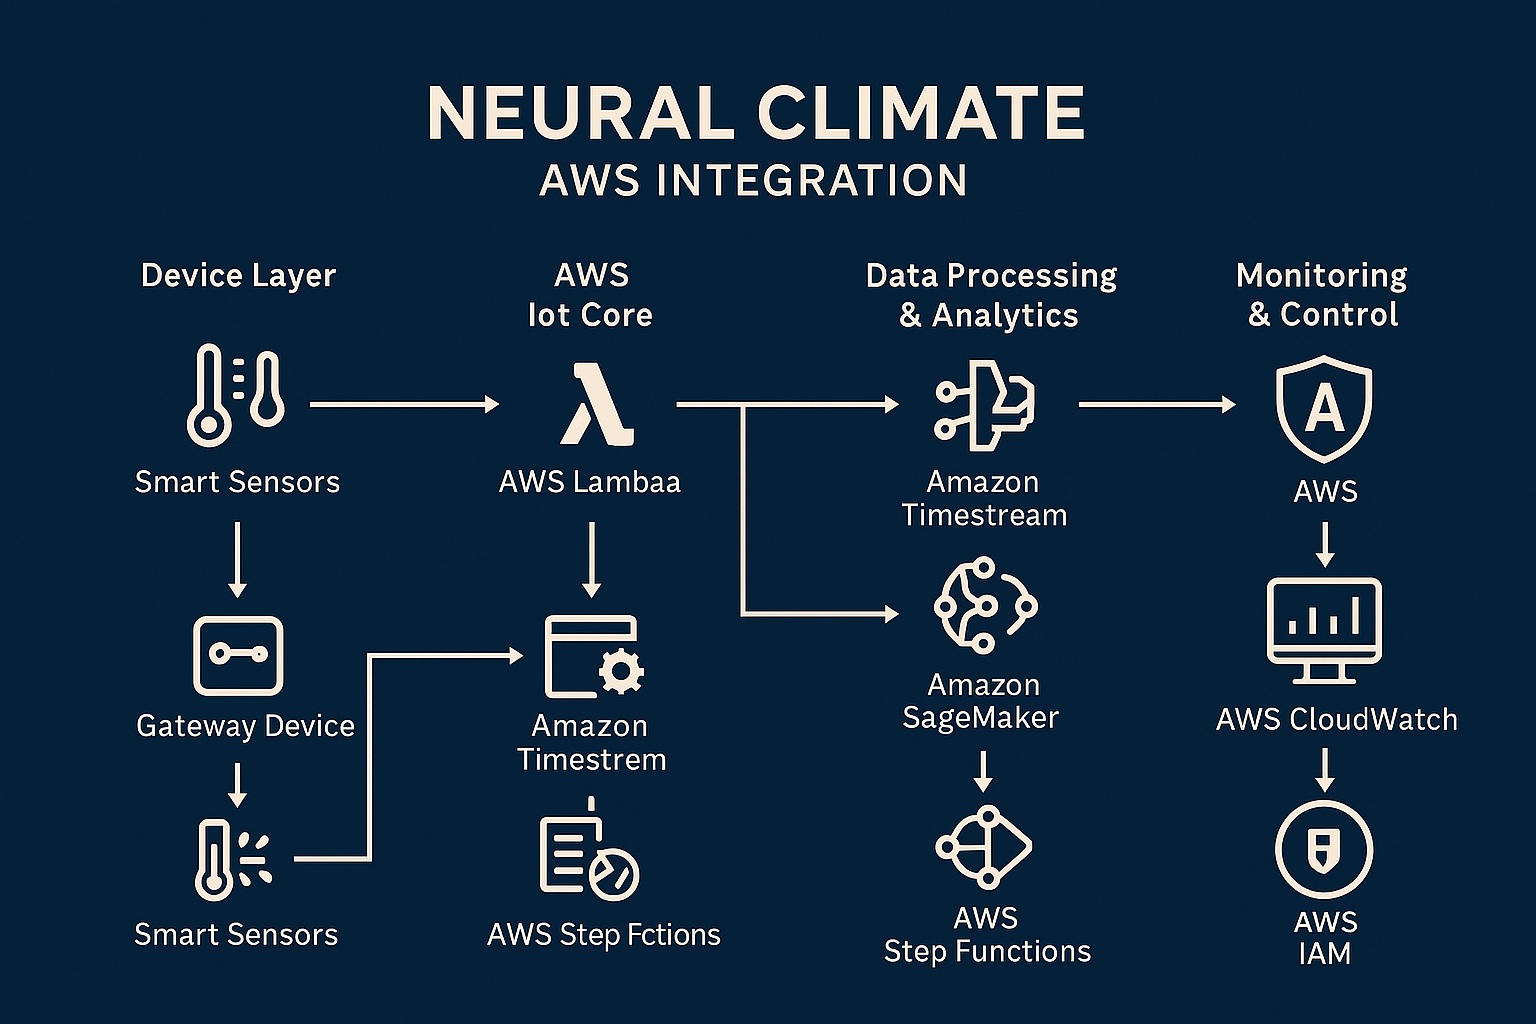 NEURAL CLIMATE
AWS INTEGRATION
Device Layer
Smart Sensors
Gateway Device
Smart Sensors
AWS
Iot Core
AWS Lambaa
Amazon
Timestrem
AWS Step Fctions
Data Processing
& Analytics
Amazon
Timestream
Amazon
SageMaker
AWS
Step Functions
Monitoring
& Control
A
AWS
AWS CloudWatch
AWS
IAM